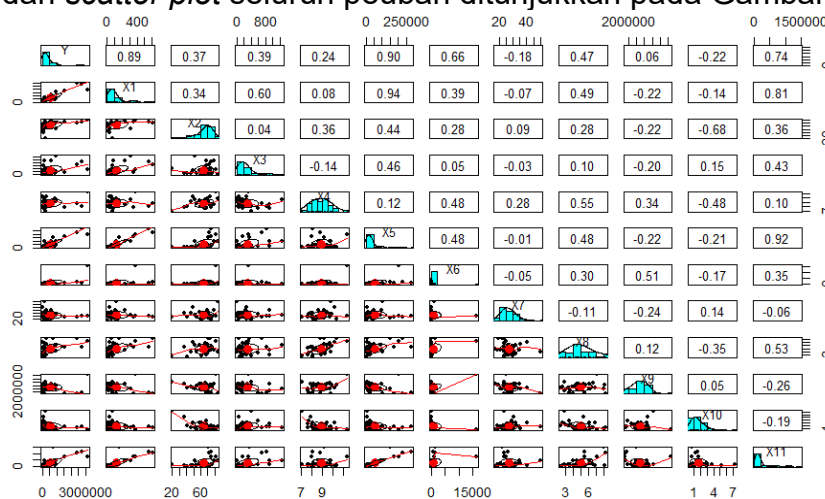 dan scatter plot seluruh peubah ditunjukkan pada Gambar
0 400 0 800 0 250000 20 40 2000000 0 1500000
Y 0.89 0.37 0.39 0.24 0.90 0.66 -0.18 0.47 0.06 -0.22 0.74
0 X1 0.34 0.60 0.08 0.94 0.39 -0.07 0.49 -0.22 -0.14 0.81
X2 0.04 0.36 0.44 0.28 0.09 0.28 -0.22 -0.68 0.36
0 X3 -0.14 0.46 0.05 -0.03 0.10 -0.20 0.15 0.43
X4 0.12 0.48 0.28 0.55 0.34 -0.48 0.10
0 X5 0.48 -0.01 0.48 -0.22 -0.21 0.92
X6 -0.05 0.30 0.51 -0.17 0.35
20 X7 -0.11 -0.24 0.14 -0.06
X8 0.12 -0.35 0.53
2000000 X9 0.05 -0.26
X10 -0.19
0 X11
0 3000000 20 60 7 9 0 15000 3 6 1 4 7